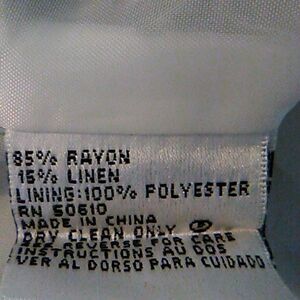 85% RAYON
15% LINEN
LINING:100% POLYESTER
RN 50610
MADE IN CHINA
DRY CLEAN ONLY Ⓟ
REVERSE FOR CARE
INSTRUCTIONS AU DOS
VER AL DORSO PARA CUIDADO